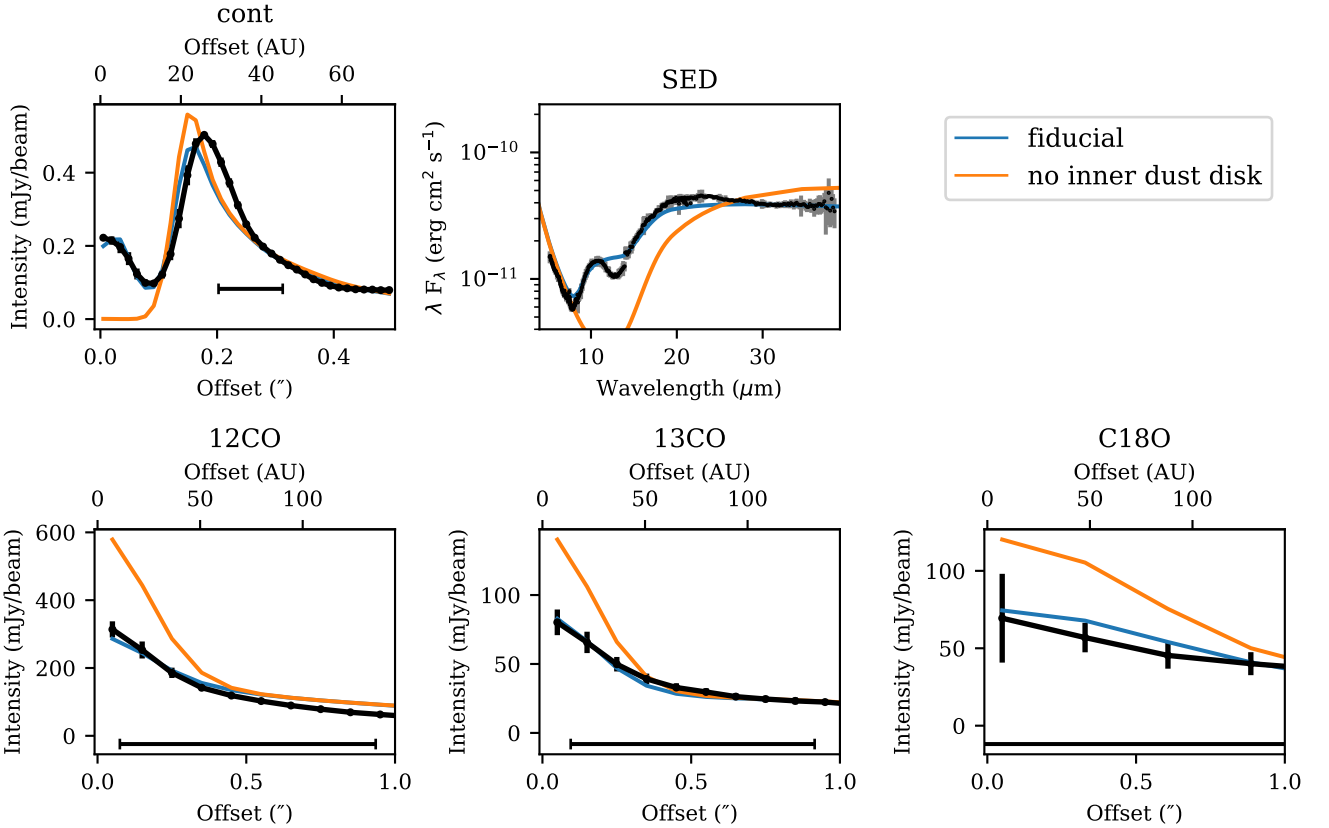 cont
Offset (AU)
0 20 40 60
Intensity (mJy/beam)
0.4
0.2
0.0
0.0 0.2 0.4
Offset (″)
SED
λ Fλ (erg cm² s⁻¹)
10⁻¹⁰
10⁻¹¹
10 20 30
Wavelength (μm)
fiducial
no inner dust disk
12CO
Offset (AU)
0 50 100
Intensity (mJy/beam)
600
400
200
0
0.0 0.5 1.0
Offset (″)
13CO
Offset (AU)
0 50 100
Intensity (mJy/beam)
100
50
0
0.0 0.5 1.0
Offset (″)
C18O
Offset (AU)
0 50 100
Intensity (mJy/beam)
100
50
0
0.0 0.5 1.0
Offset (″)